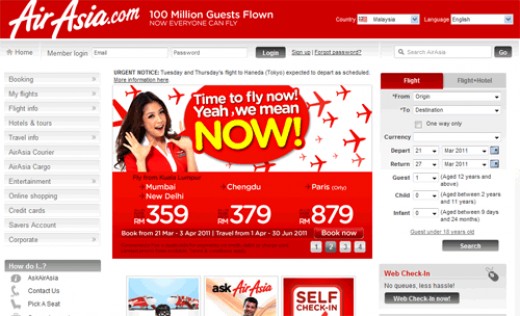 AirAsia.com
100 Million Guests Flown
NOW EVERYONE CAN FLY
Country
Malaysia
Language
English
Home
Member login
Email
Password
Login
Sign up
Forgot password?
Search AirAsia
Go
Booking
My flights
Flight info
Hotels & tours
Travel info
AirAsia Courier
AirAsia Cargo
Entertainment
Online shopping
Credit cards
Savers Account
Corporate
How do I...?
AskAirAsia
Contact Us
Pick A Seat
URGENT NOTICE: Tuesday and Thursday's flight to Haneda (Tokyo) expected to depart as scheduled.
More information here.
Time to fly now!
Yeah, we mean
NOW!
Fly from Kuala Lumpur
Mumbai
New Delhi
RM 359
Chengdu
RM 379
Paris (Orly)
RM 879
Book from 21 Mar - 3 Apr 2011 | Travel from 1 Apr - 30 Jun 2011
Book now
1 2 3 4
ask AirAsia
SELF
CHECK-IN
Flight
Flight+Hotel
*From
Origin
*To
Destination
One way only
Currency
Depart
21
Mar 2011
Return
27
Mar 2011
Guest
1
(Aged 12 years and
above)
Child
0
(Aged between 2 years
and 11 years)
Infant
0
(Aged between 9 days
and 24 months)
Guest under 18 years old
Search
Web Check-In
No queues, less hassle!
Web Check-in now!